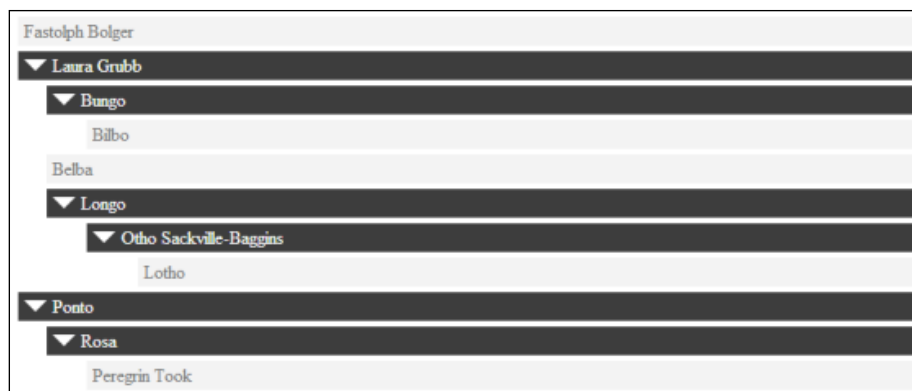 Fastolph Bolger
Laura Grubb
Bungo
Bilbo
Belba
Longo
Otho Sackville-Baggins
Lotho
Ponto
Rosa
Peregrin Took